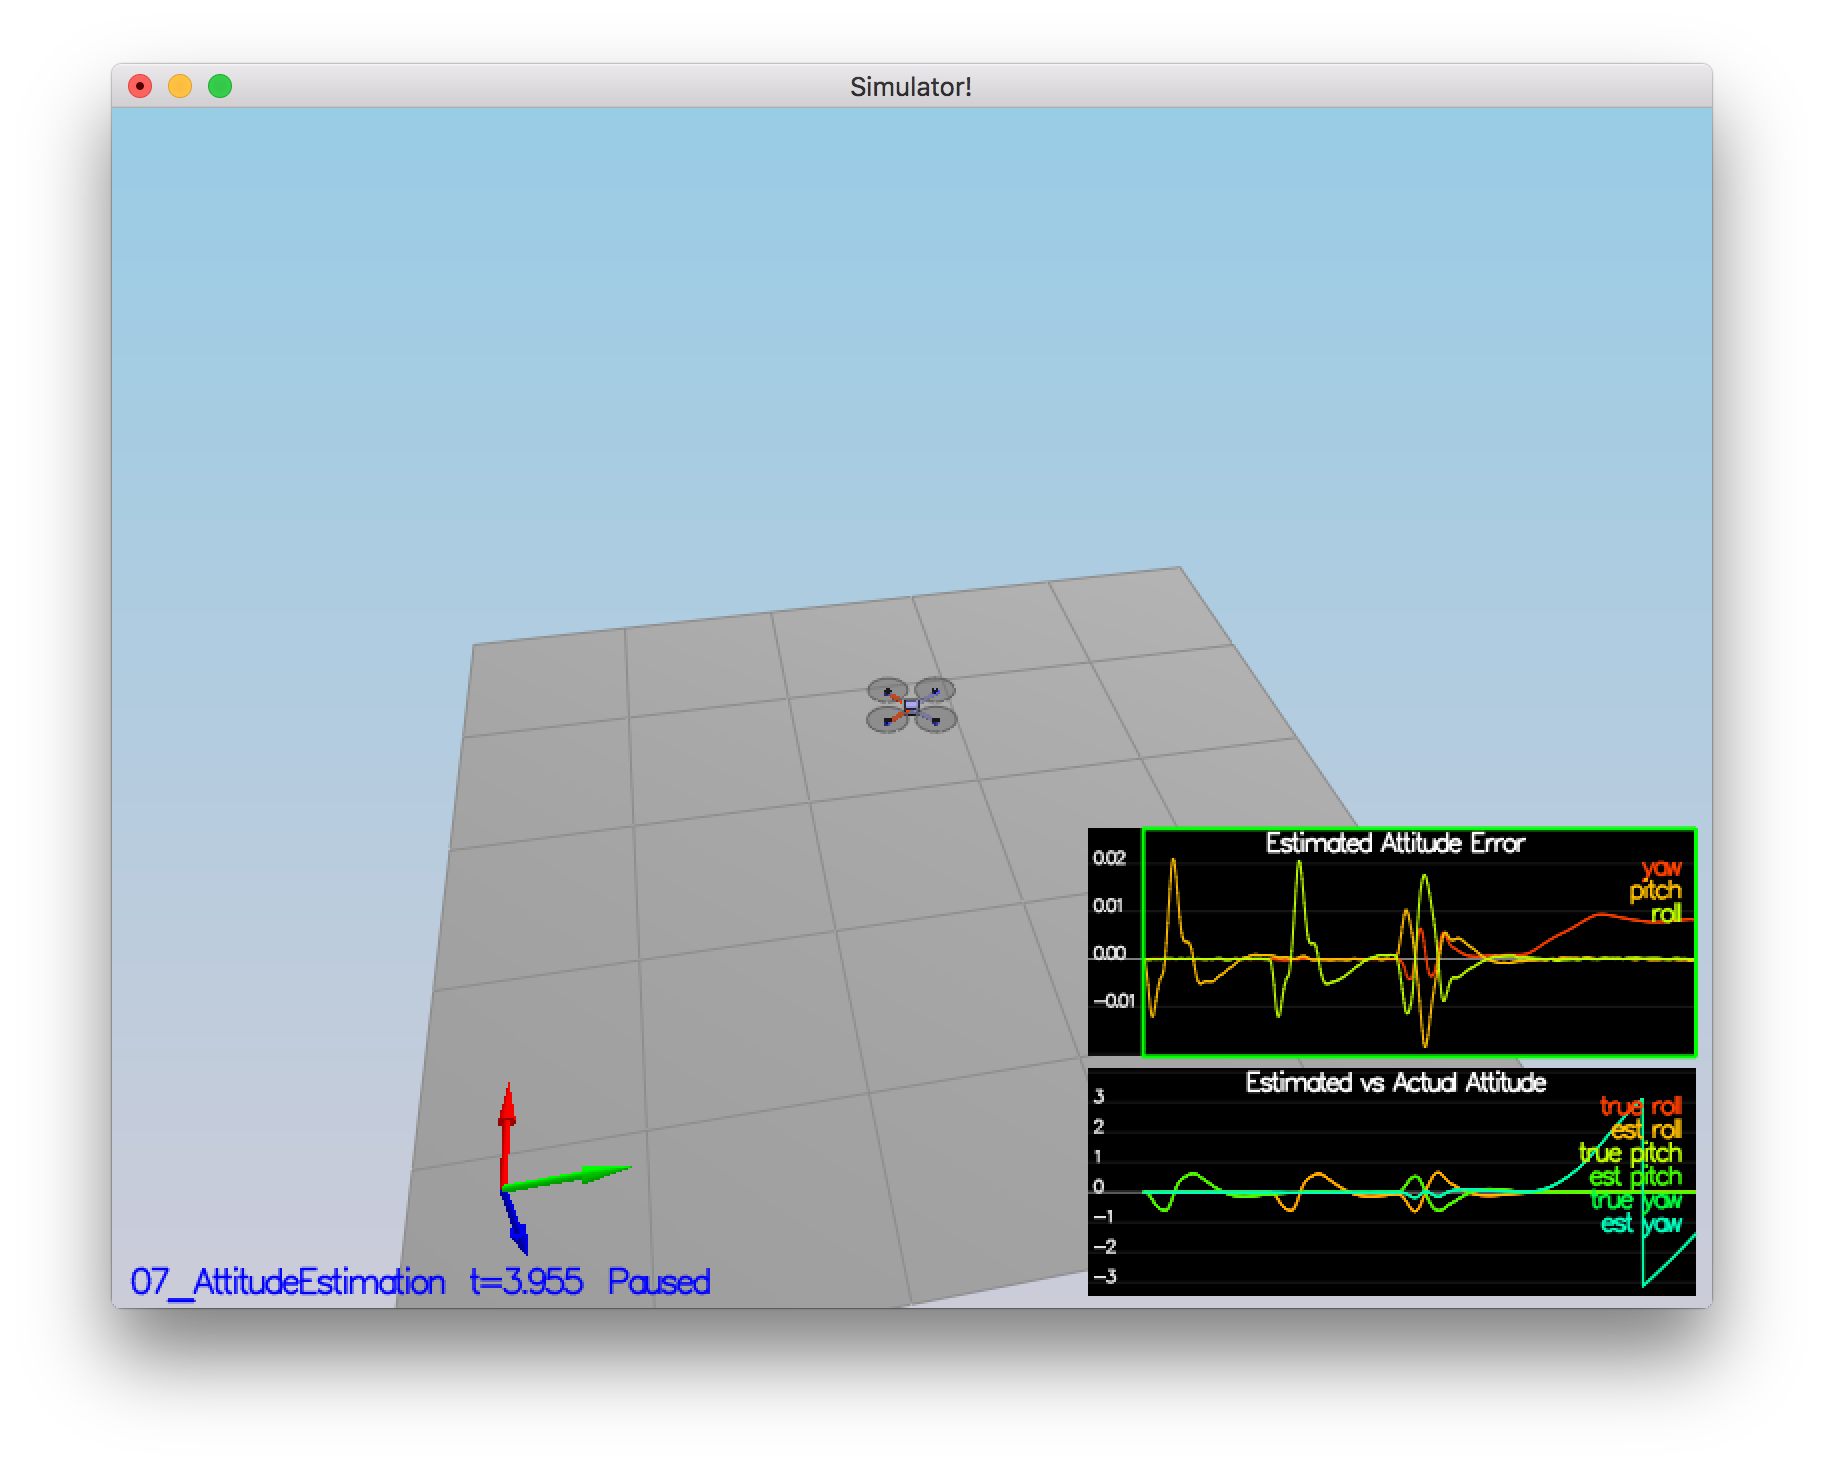 Simulator!
Estimated Attitude Error
0.02
0.01
0.00
-0.01
yaw
pitch
roll
Estimated vs Actual Attitude
3
2
1
0
-1
-2
-3
true roll
est roll
true pitch
est pitch
true yaw
est yaw
07_AttitudeEstimation t=3.955 Paused